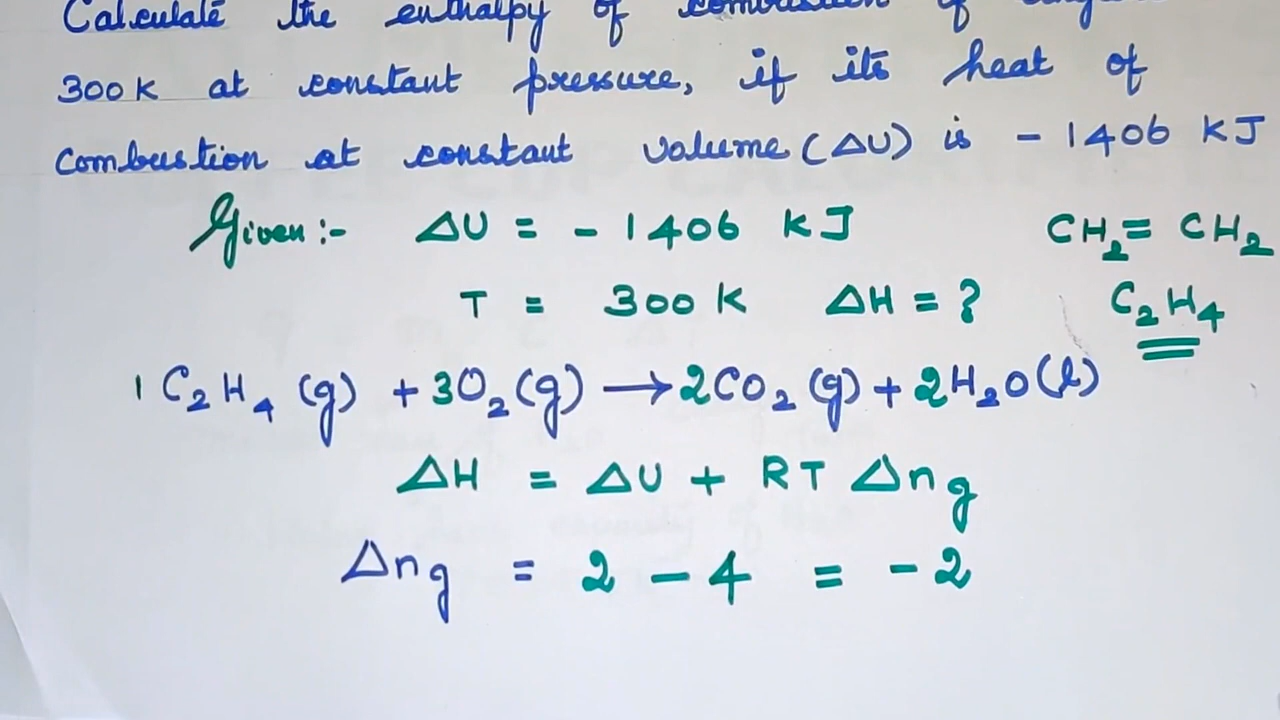 Calculate the enthalpy of combustion of
300 K at constant pressure, if its heat of
combustion at constant volume (ΔU) is - 1406 KJ
Given :- ΔU = - 1406 KJ CH₂ = CH₂
T = 300 K ΔH = ? C₂H₄
1 C₂H₄ (g) + 3O₂ (g) → 2CO₂ (g) + 2H₂O(l)
ΔH = ΔU + RT Δng
Δng = 2 - 4 = -2